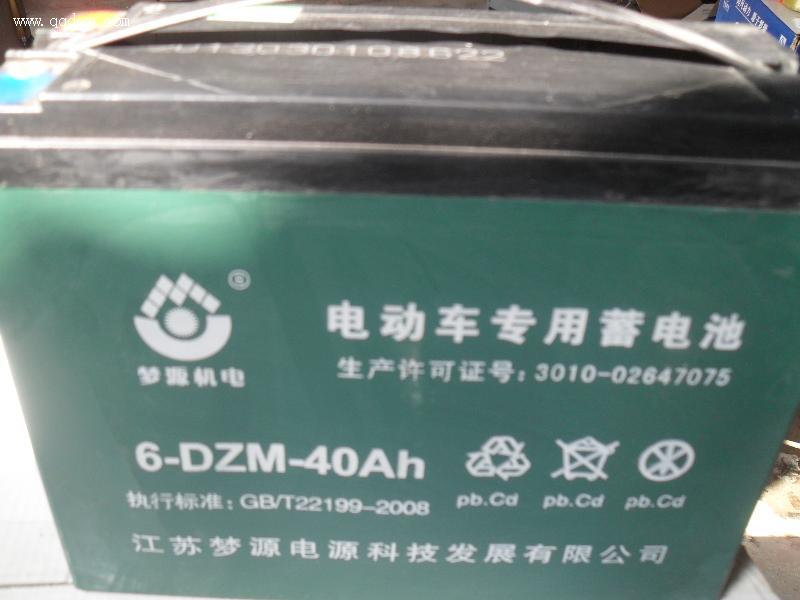 电动车专用蓄电池
梦源机电
生产许可证号：3010-02647075
6-DZM-40Ah
pb.Cd pb.Cd pb.Cd
执行标准：GB/T22199-2008
江苏梦源电源科技发展有限公司